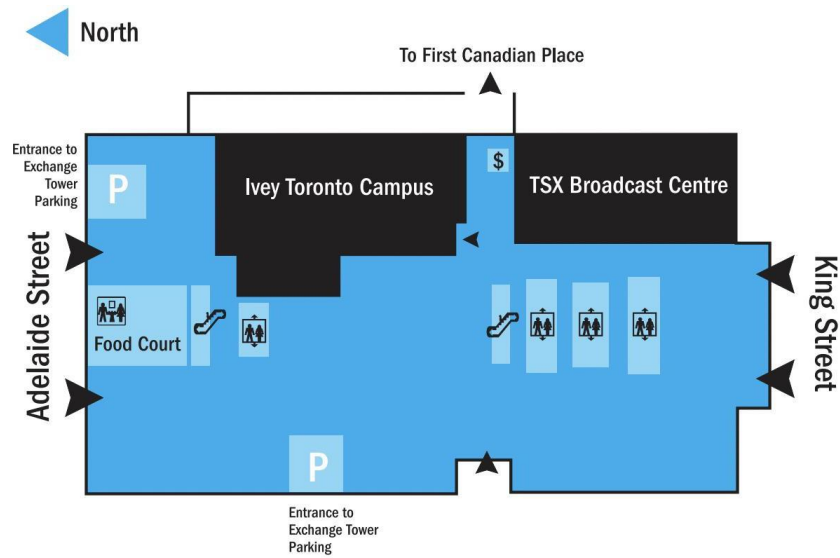 North
To First Canadian Place
Entrance to
Exchange
Tower
Parking
P
Ivey Toronto Campus
$
TSX Broadcast Centre
Adelaide Street
King Street
Food Court
P
Entrance to
Exchange Tower
Parking